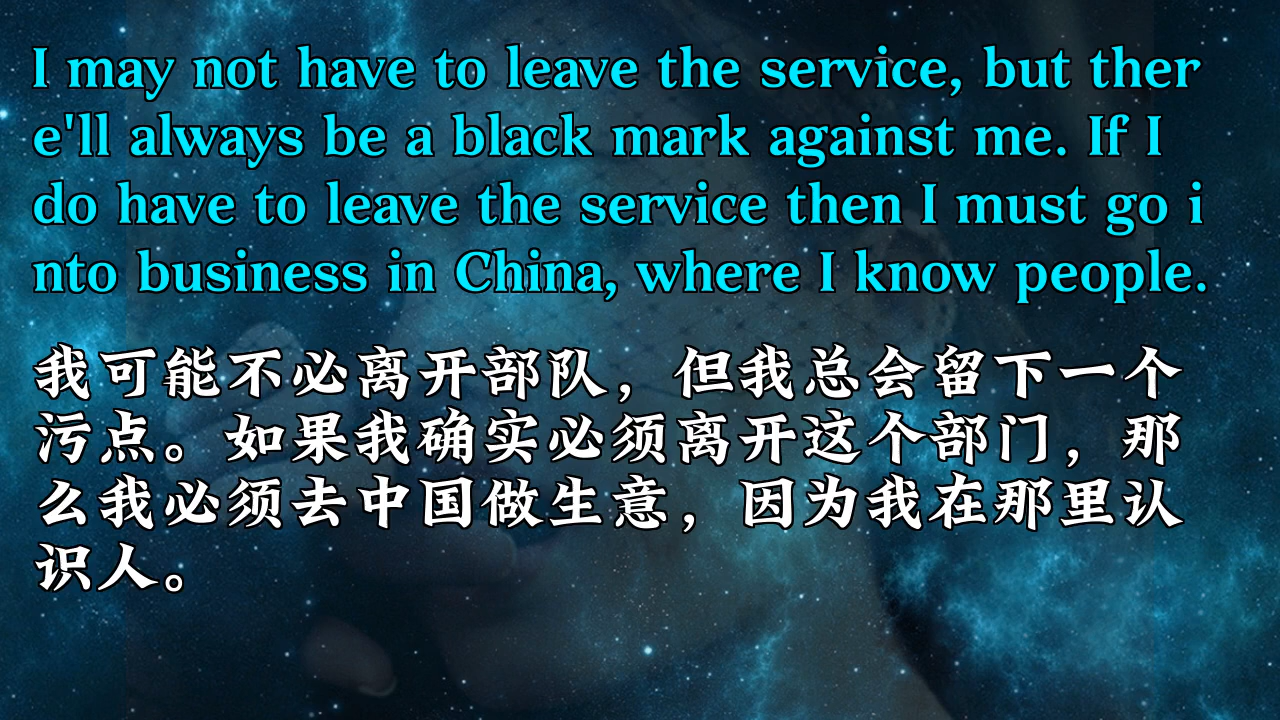 I may not have to leave the service, but ther
e'll always be a black mark against me. If I
do have to leave the service then I must go i
nto business in China, where I know people.
我可能不必离开部队，但我总会留下一个
污点。如果我确实必须离开这个部门，那
么我必须去中国做生意，因为我在那里认
识人。